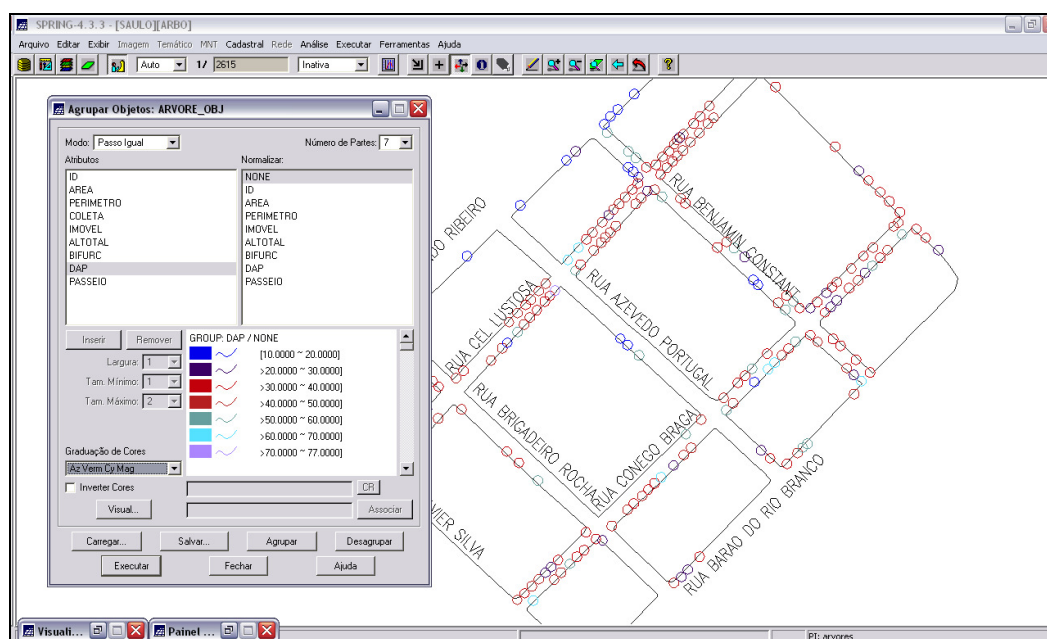 SPRING-4.3.3 - [SAULO][ARBO]
Arquivo Editar Exibir Imagem Temático MNT Cadastral Rede Análise Executar Ferramentas Ajuda
Auto 1/ 2615 Inativa
Agrupar Objetos: ARVORE_OBJ
Modo: Passo Igual Número de Partes: 7
Atributos Normalizar:
ID
AREA
PERIMETRO
COLETA
IMOVEL
ALTOTAL
BIFURC
DAP
PASSEIO
NONE
ID
AREA
PERIMETRO
IMOVEL
ALTOTAL
BIFURC
DAP
PASSEIO
Inserir Remover
Largura: 1
Tam. Mínimo: 1
Tam. Máximo: 2
GROUP: DAP / NONE
[10.0000 ~ 20.0000]
>20.0000 ~ 30.0000]
>30.0000 ~ 40.0000]
>40.0000 ~ 50.0000]
>50.0000 ~ 60.0000]
>60.0000 ~ 70.0000]
>70.0000 ~ 77.0000]
Graduação de Cores
Az Verm Cy Mag
Inverter Cores CR
Visual... Associar
Carregar... Salvar... Agrupar Desagrupar
Executar Fechar Ajuda
RUA BENJAMIN CONSTANT
DO RIBEIRO
RUA CEL LUSTOSA
RUA AZEVEDO PORTUGAL
RUA BRIGADEIRO ROCHA
RUA CONEGO BRAGA
RUA BARAO DO RIO BRANCO
VIER SILVA
Visuali... Painel ...
PI: arvores